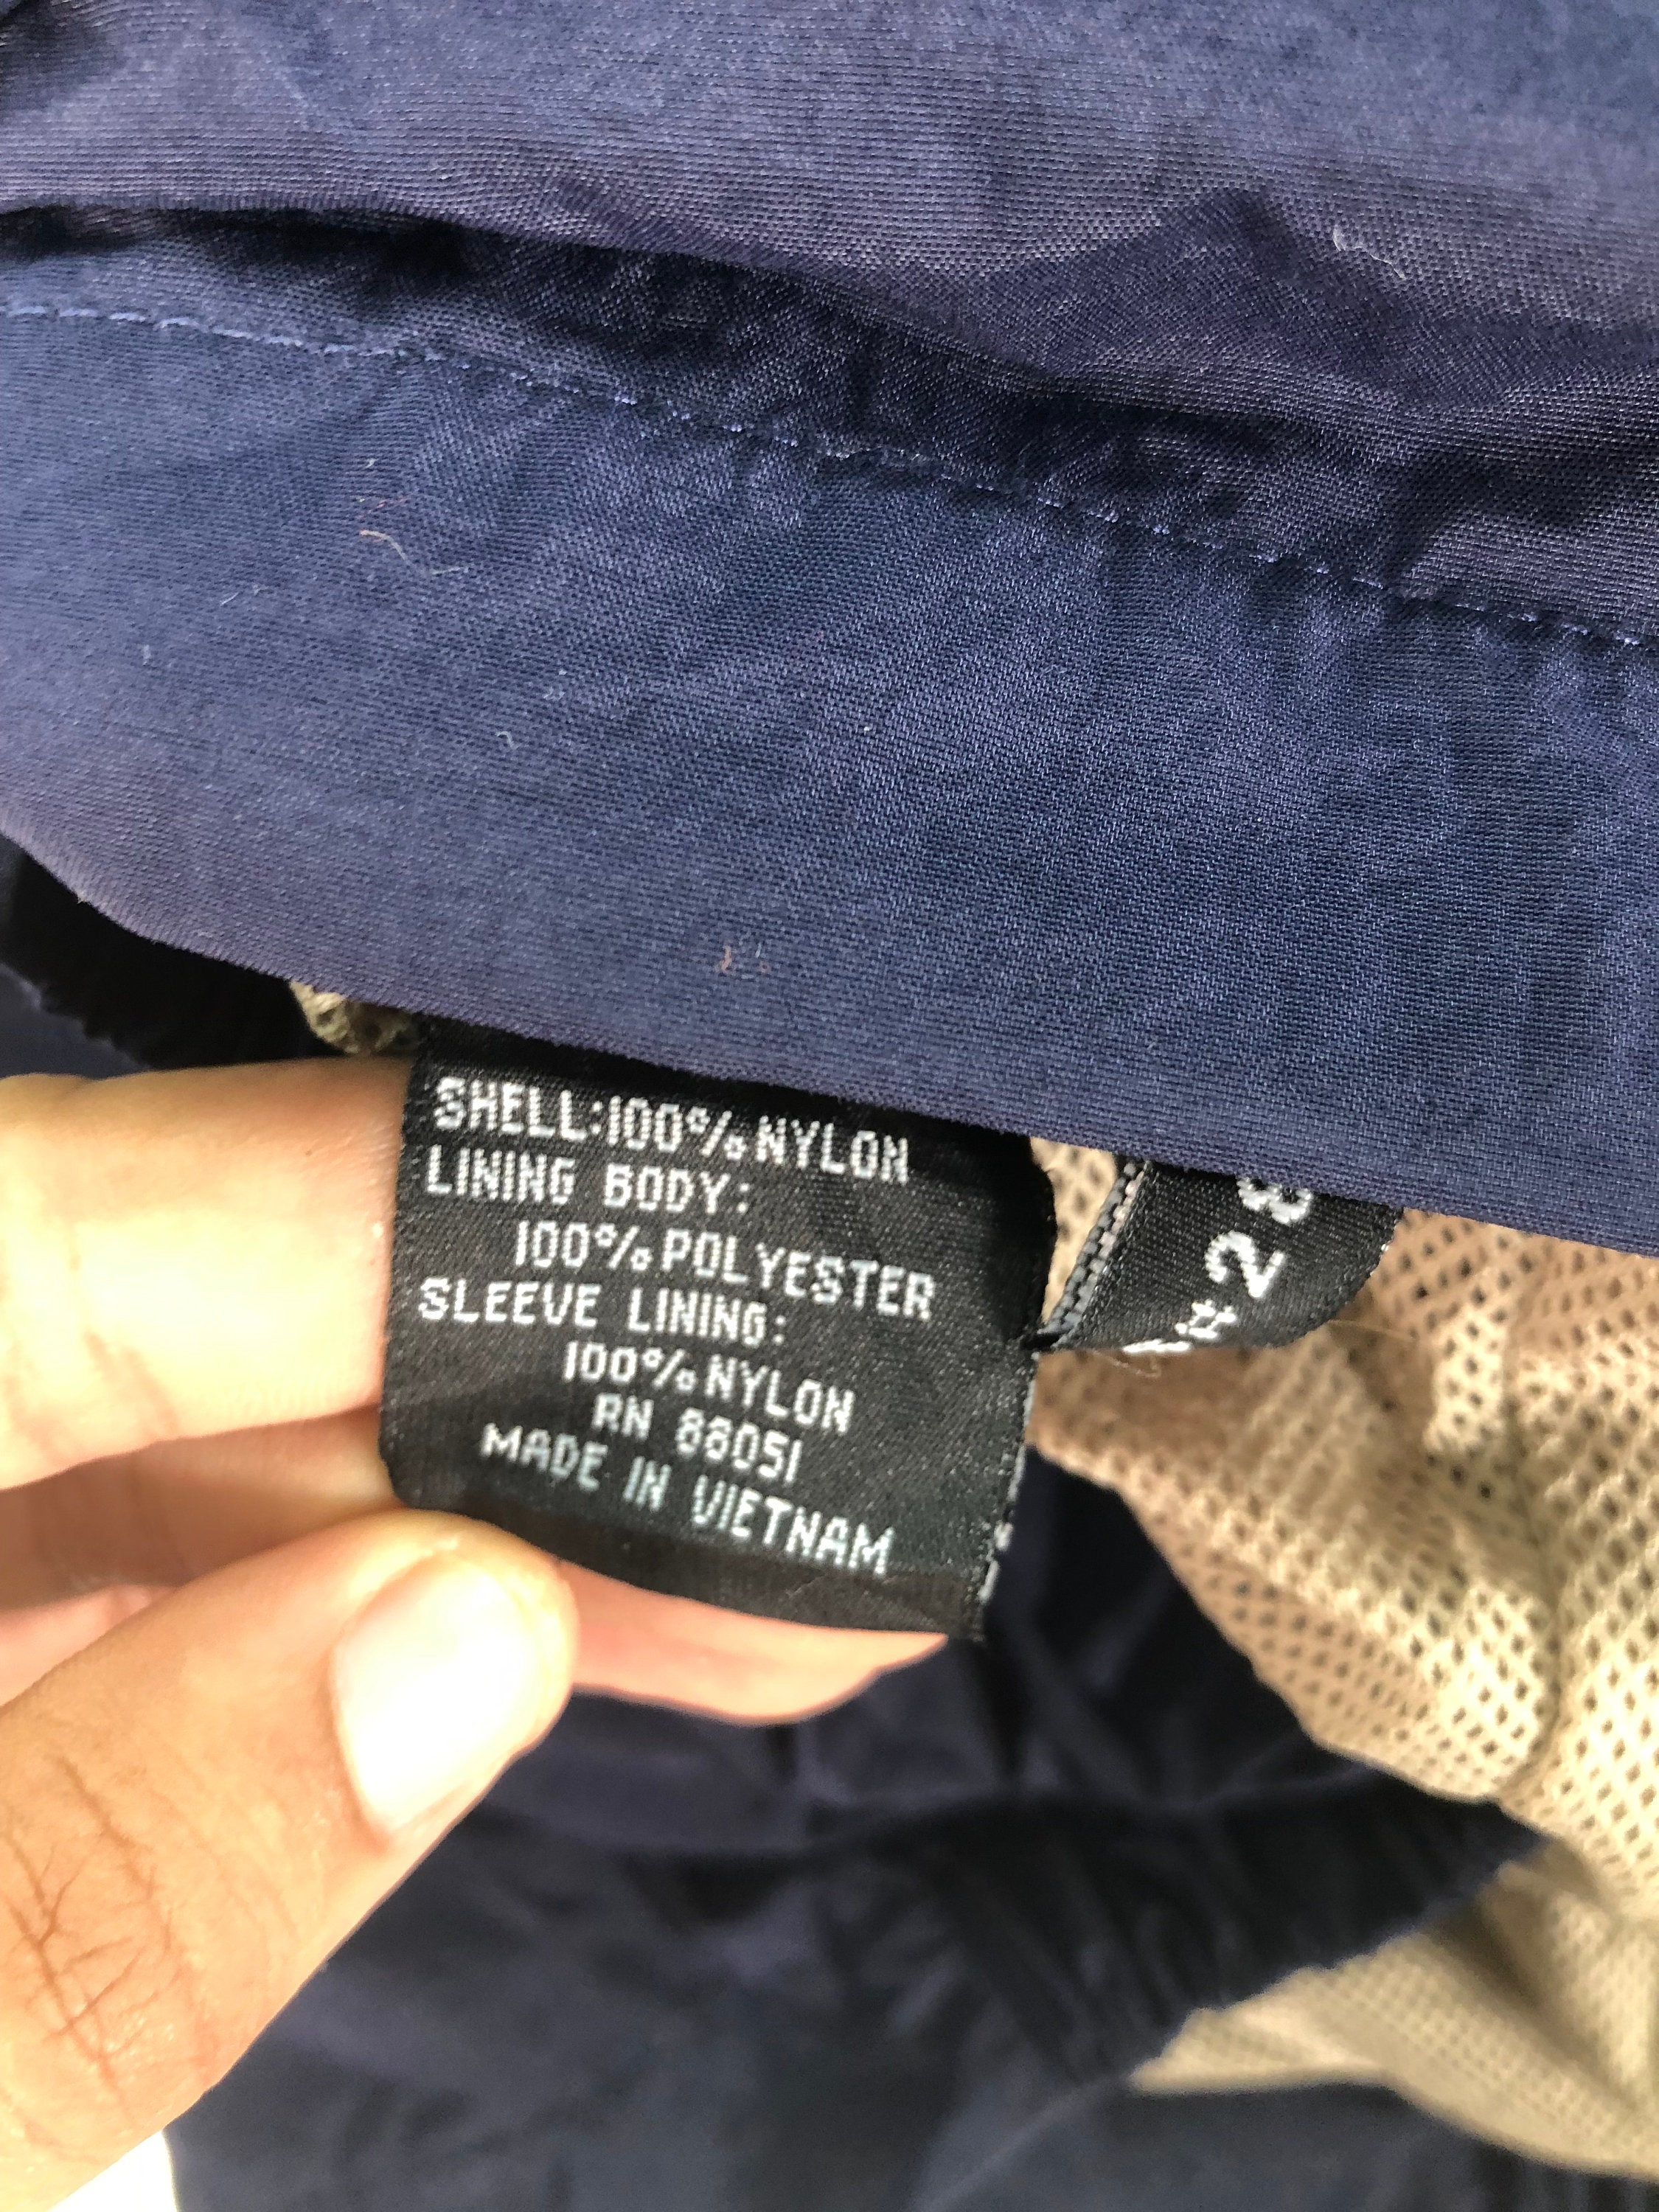 SHELL:100% NYLON
LINING BODY:
100% POLYESTER
SLEEVE LINING:
100% NYLON
RN 88051
MADE IN VIETNAM